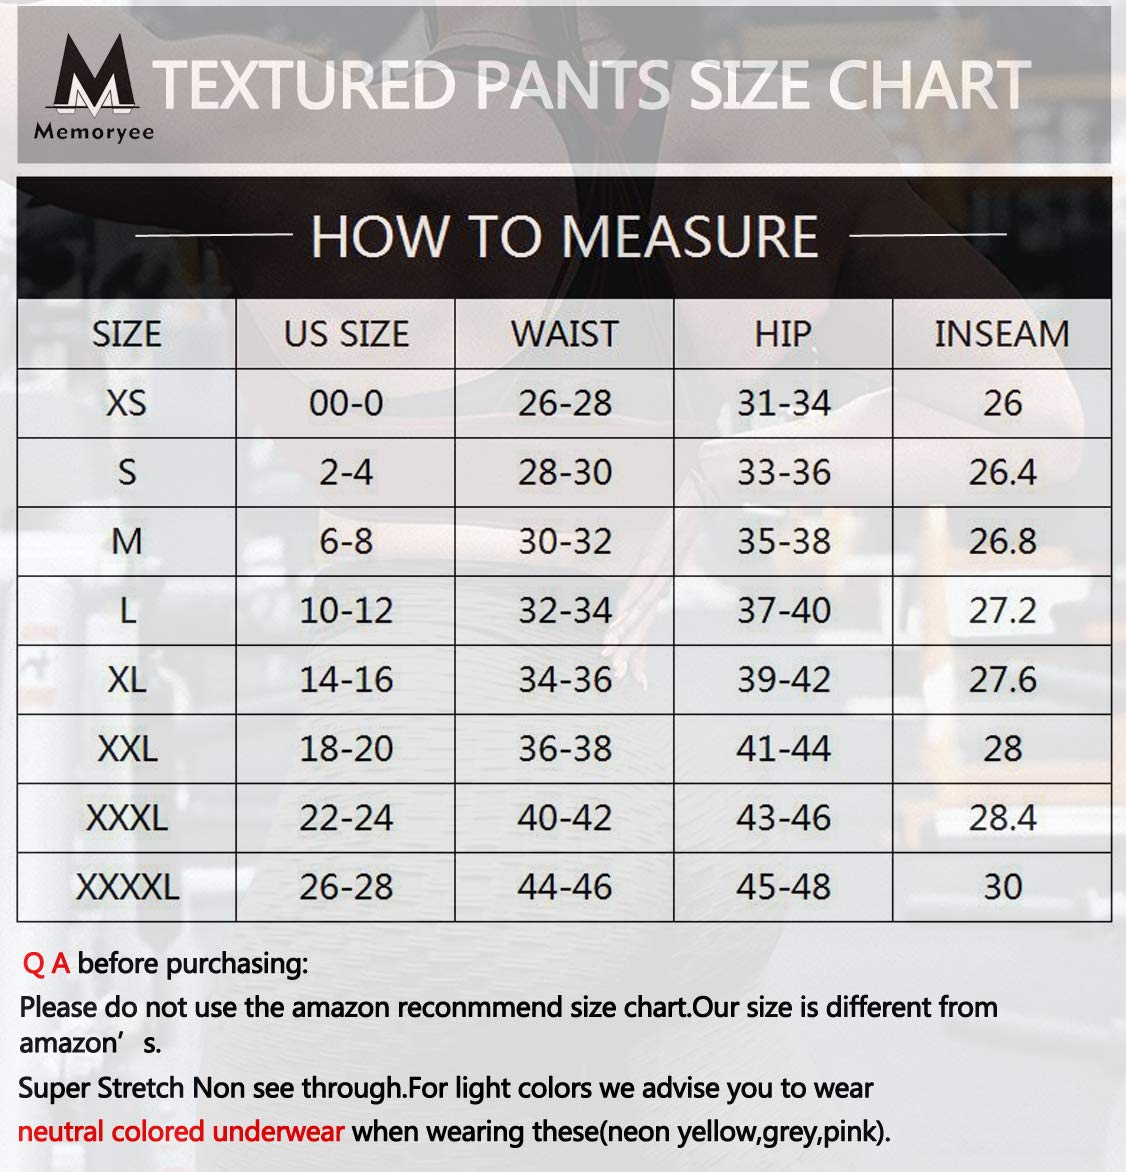 M
Memoryee
TEXTURED PANTS SIZE CHART
HOW TO MEASURE
SIZE US SIZE WAIST HIP INSEAM
XS 00-0 26-28 31-34 26
S 2-4 28-30 33-36 26.4
M 6-8 30-32 35-38 26.8
L 10-12 32-34 37-40 27.2
XL 14-16 34-36 39-42 27.6
XXL 18-20 36-38 41-44 28
XXXL 22-24 40-42 43-46 28.4
XXXXL 26-28 44-46 45-48 30
Q A before purchasing:
Please do not use the amazon reconmmend size chart.Our size is different from
amazon' s.
Super Stretch Non see through.For light colors we advise you to wear
neutral colored underwear when wearing these(neon yellow,grey,pink).